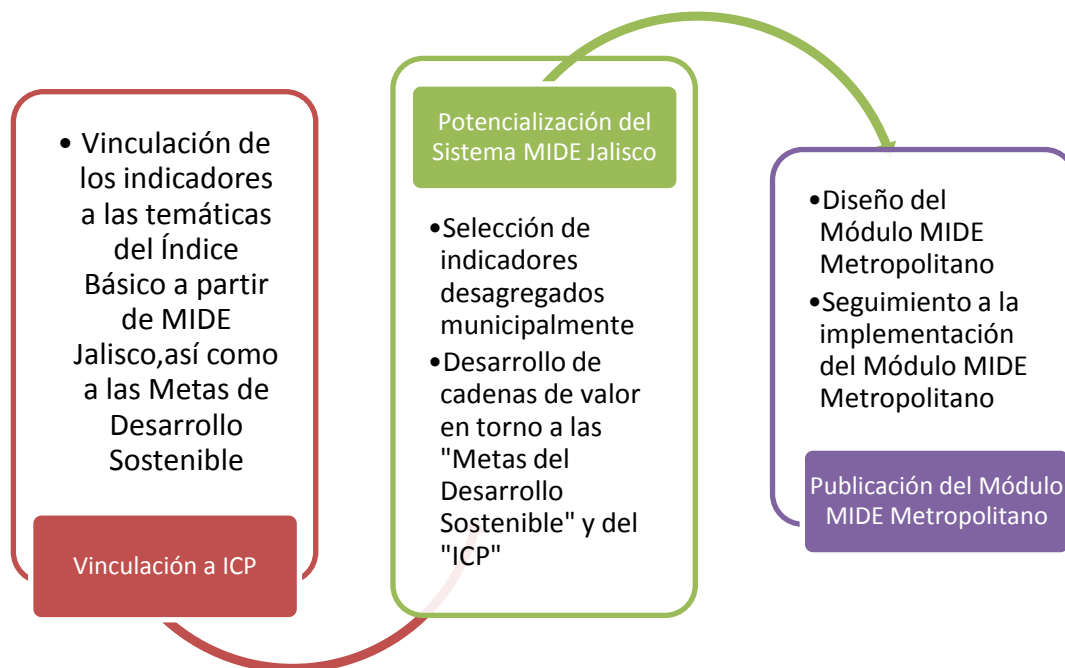 • Vinculación de
los indicadores
a las temáticas
del Índice
Básico a partir
de MIDE
Jalisco,así como
a las Metas de
Desarrollo
Sostenible
Vinculación a ICP
Potencialización del
Sistema MIDE Jalisco
•Selección de
indicadores
desagregados
municipalmente
•Desarrollo de
cadenas de valor
en torno a las
"Metas del
Desarrollo
Sostenible" y del
"ICP"
•Diseño del
Módulo MIDE
Metropolitano
•Seguimiento a la
implementación
del Módulo MIDE
Metropolitano
Publicación del Módulo
MIDE Metropolitano